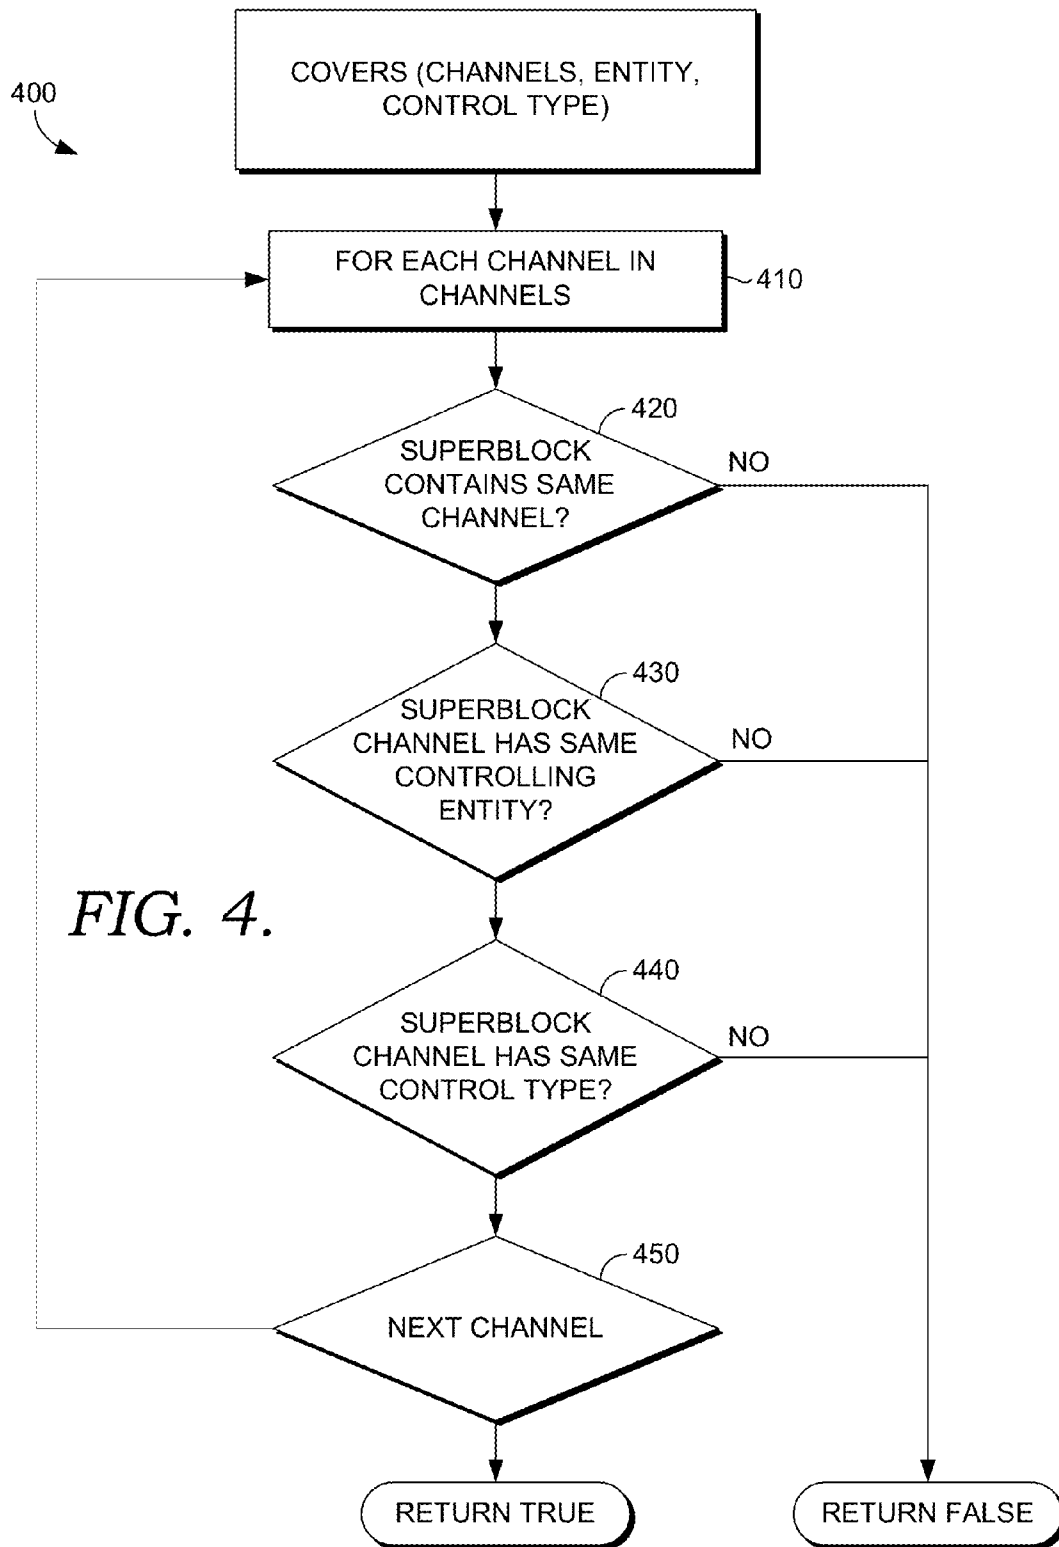 COVERS (CHANNELS, ENTITY,
CONTROL TYPE)
400
FOR EACH CHANNEL IN
CHANNELS
410
420
SUPERBLOCK
CONTAINS SAME
CHANNEL?
NO
430
SUPERBLOCK
CHANNEL HAS SAME
CONTROLLING
ENTITY?
NO
FIG. 4.
440
SUPERBLOCK
CHANNEL HAS SAME
CONTROL TYPE?
NO
450
NEXT CHANNEL
RETURN TRUE
RETURN FALSE